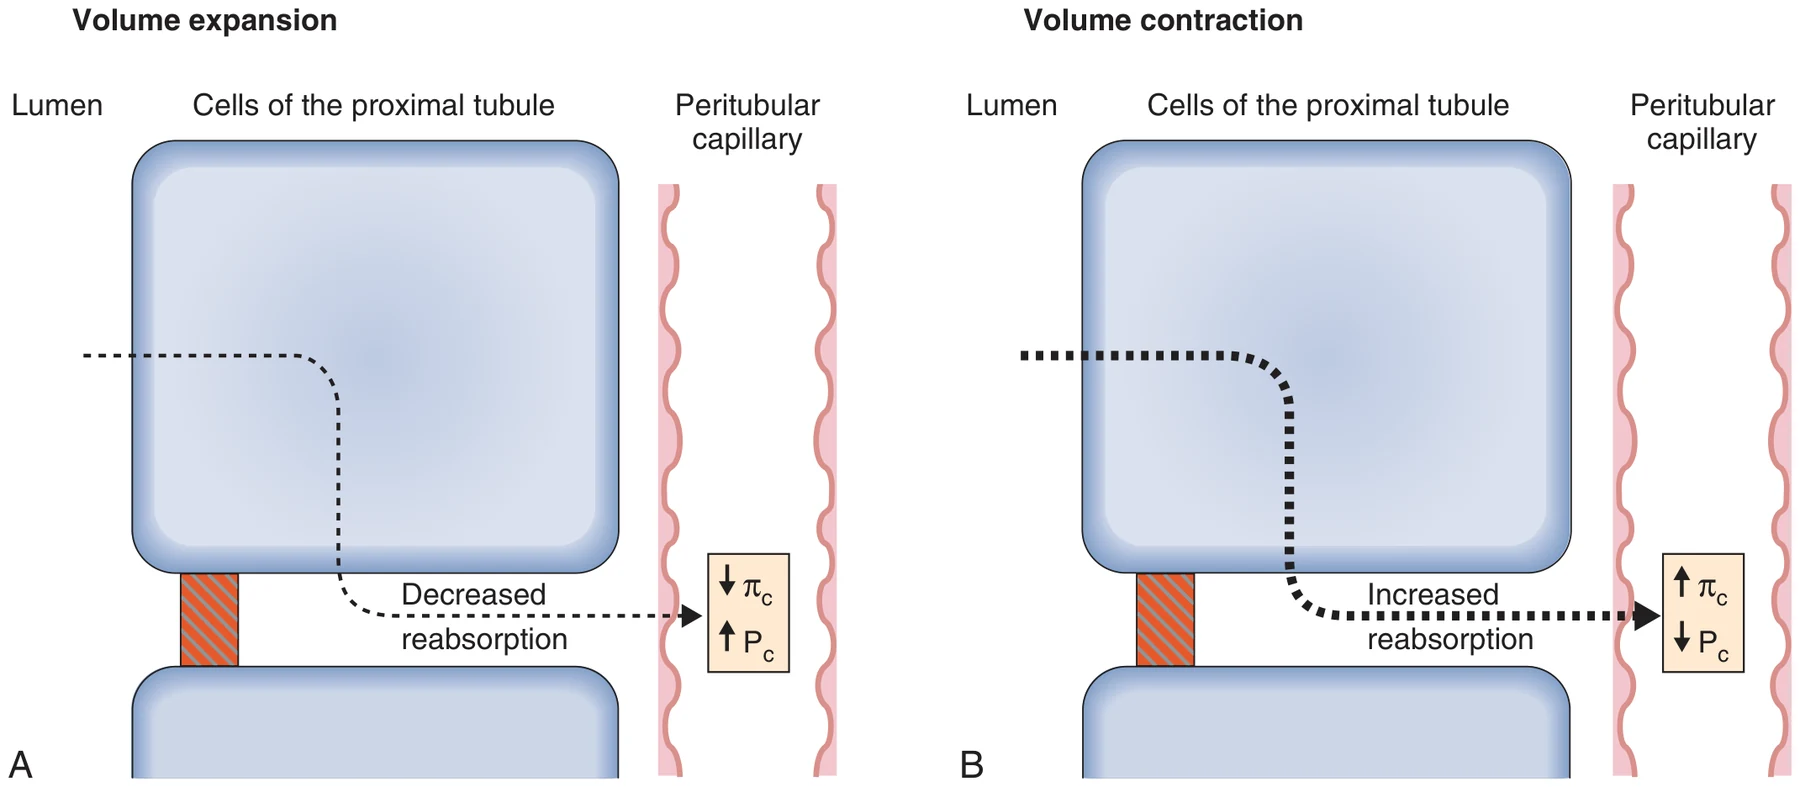 Volume expansion
Lumen
Cells of the proximal tubule
Peritubular
capillary
Decreased
reabsorption
↓ πc
↑ Pc
A
Volume contraction
Lumen
Cells of the proximal tubule
Peritubular
capillary
Increased
reabsorption
↑ πc
↓ Pc
B